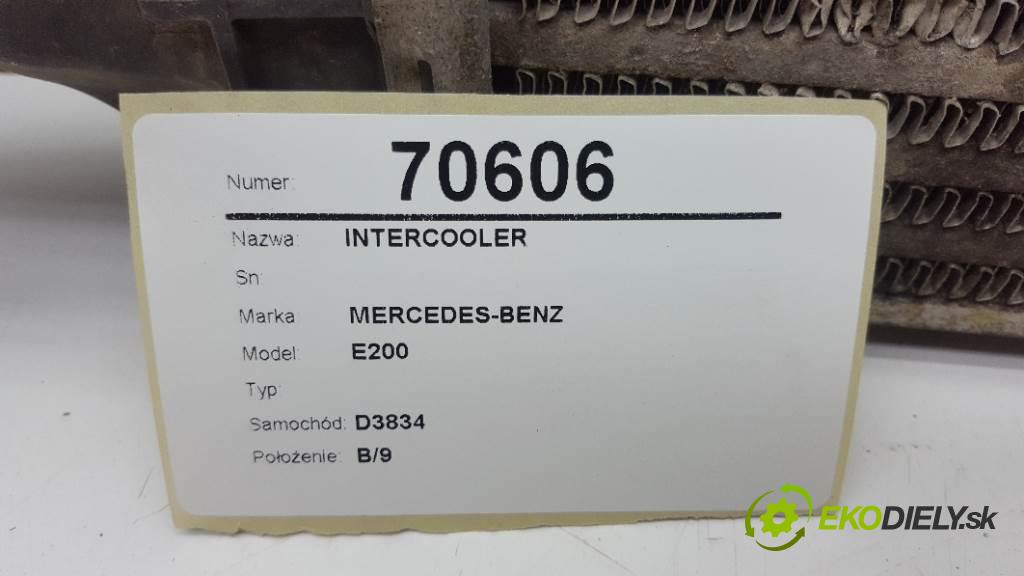 Numer: 70606
Nazwa: INTERCOOLER
Sn:
Marka MERCEDES-BENZ
Model: E200
Typ:
Samochód: D3834
Położenie: B/9
EKODIELY.sk